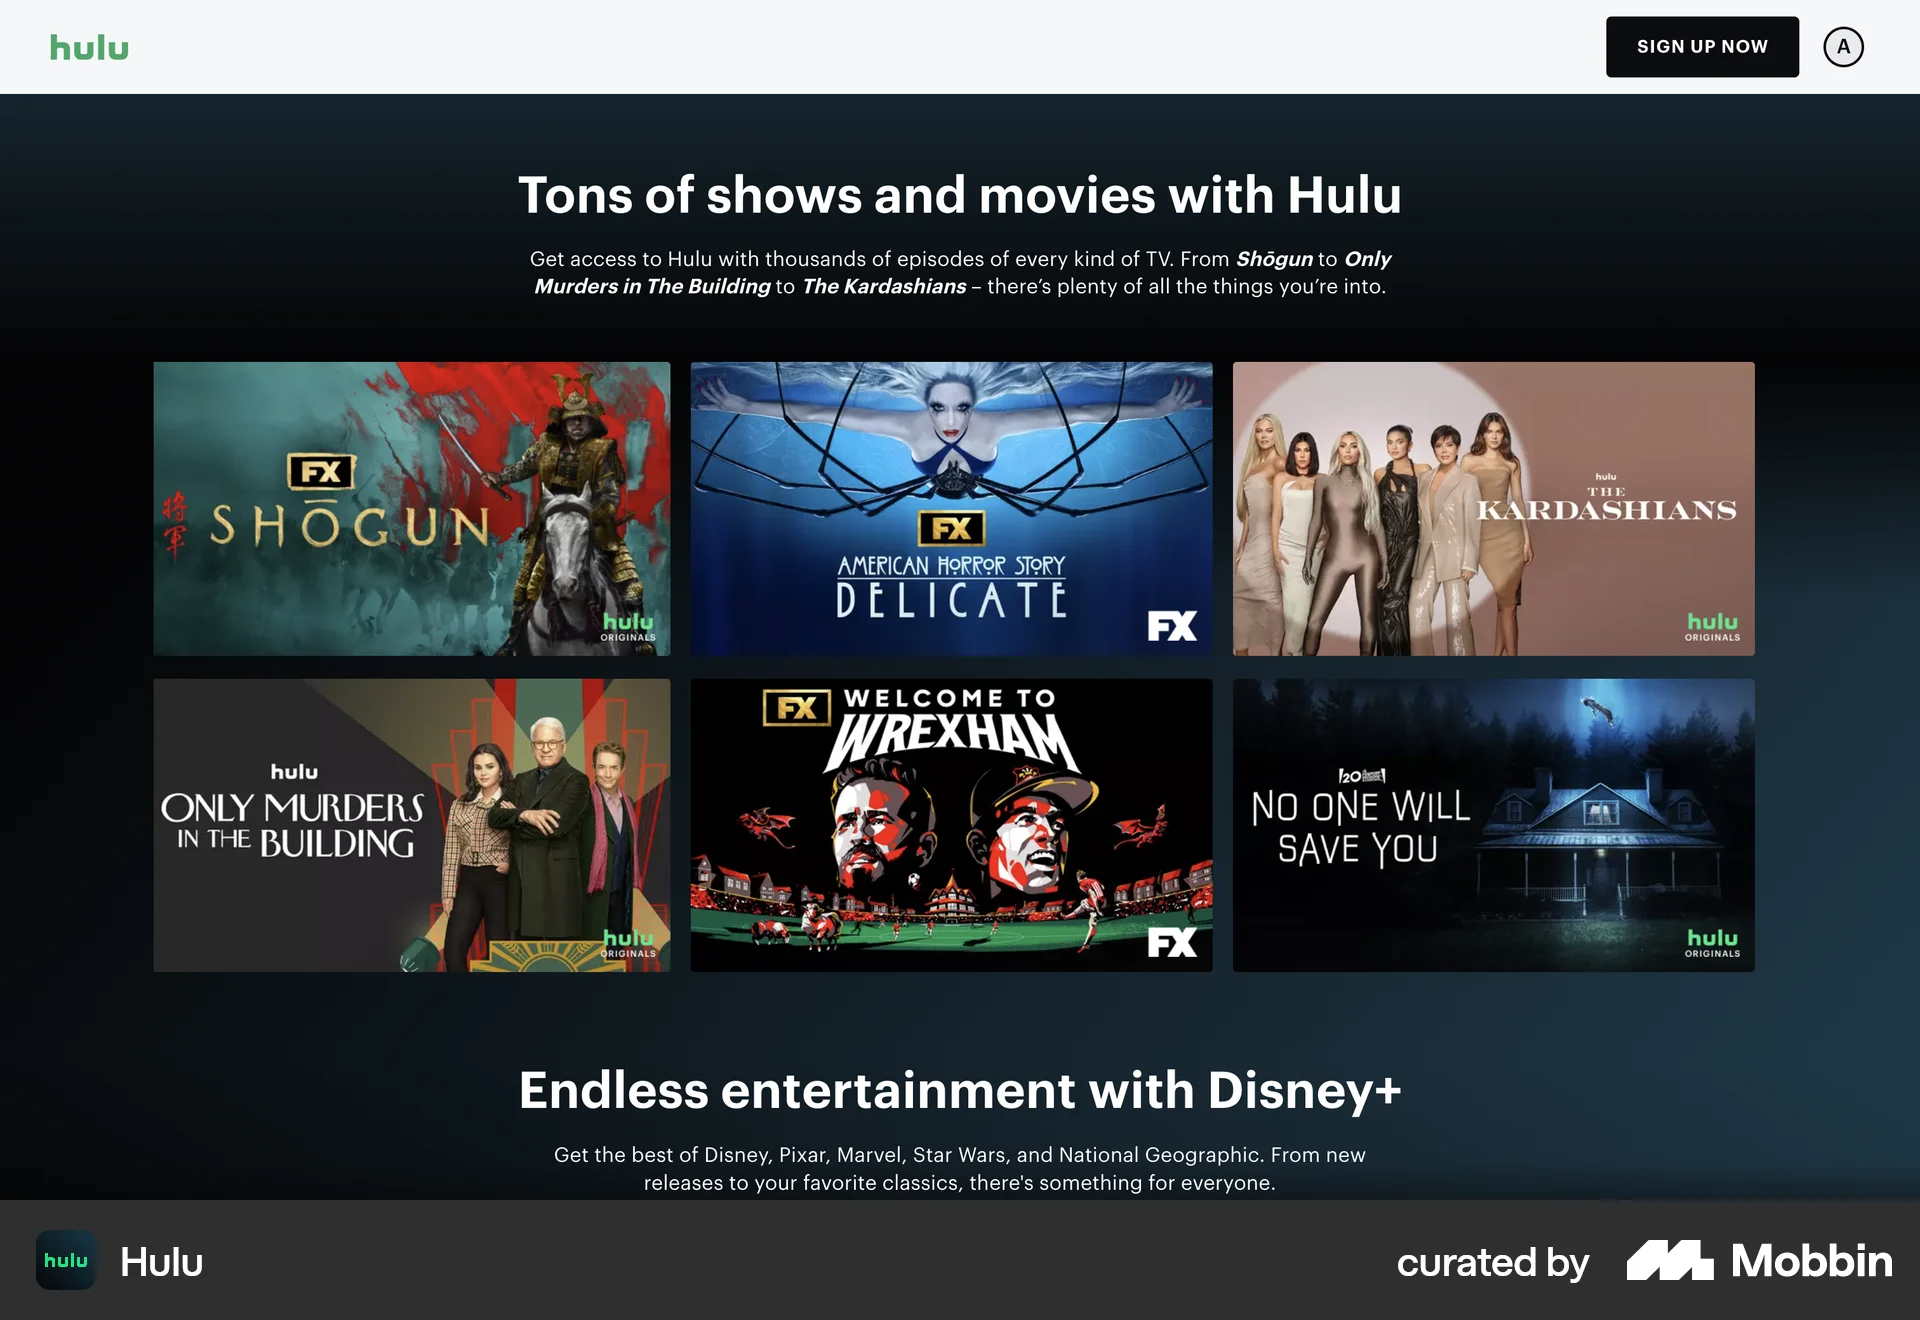 hulu
SIGN UP NOW
A
Tons of shows and movies with Hulu
Get access to Hulu with thousands of episodes of every kind of TV. From Shōgun to Only
Murders in The Building to The Kardashians – there’s plenty of all the things you’re into.
FX
将軍
SHŌGUN
hulu
ORIGINALS
FX
AMERICAN HORROR STORY
DELICATE
FX
hulu
THE
KARDASHIANS
hulu
ORIGINALS
hulu
ONLY MURDERS
IN THE BUILDING
hulu
ORIGINALS
FX
WELCOME TO
WREXHAM
FX
20
NO ONE WILL
SAVE YOU
hulu
ORIGINALS
Endless entertainment with Disney+
Get the best of Disney, Pixar, Marvel, Star Wars, and National Geographic. From new
releases to your favorite classics, there's something for everyone.
hulu
Hulu
curated by
Mobbin